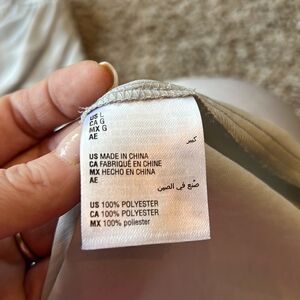 US L
CA G
MX G
AE
كبير
US MADE IN CHINA
CA FABRIQUÉ EN CHINE
MX HECHO EN CHINA
AE
صنع في الصين
US 100% POLYESTER
CA 100% POLYESTER
MX 100% poliester